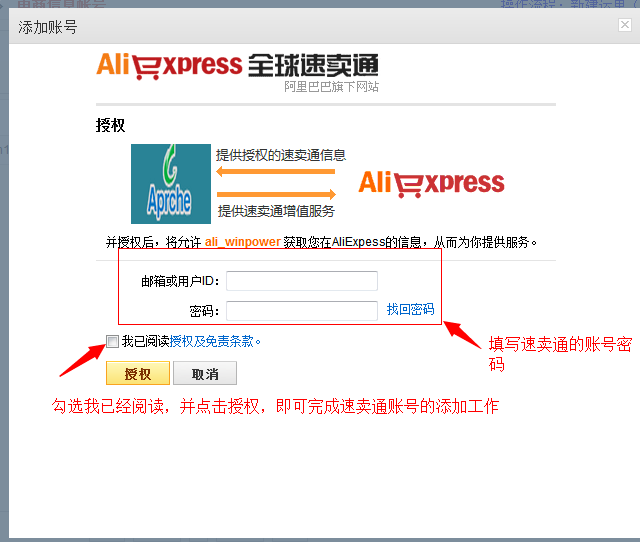 添加账号
AliExpress 全球速卖通
阿里巴巴旗下网站
授权
Aprche
提供授权的速卖通信息
提供速卖通增值服务
AliExpress
并授权后，将允许 ali_winpower 获取您在AliExpess的信息，从而为你提供服务。
邮箱或用户ID：
密码： 找回密码
填写速卖通的账号密
码
我已阅读授权及免责条款。
授权 取消
勾选我已经阅读，并点击授权，即可完成速卖通账号的添加工作